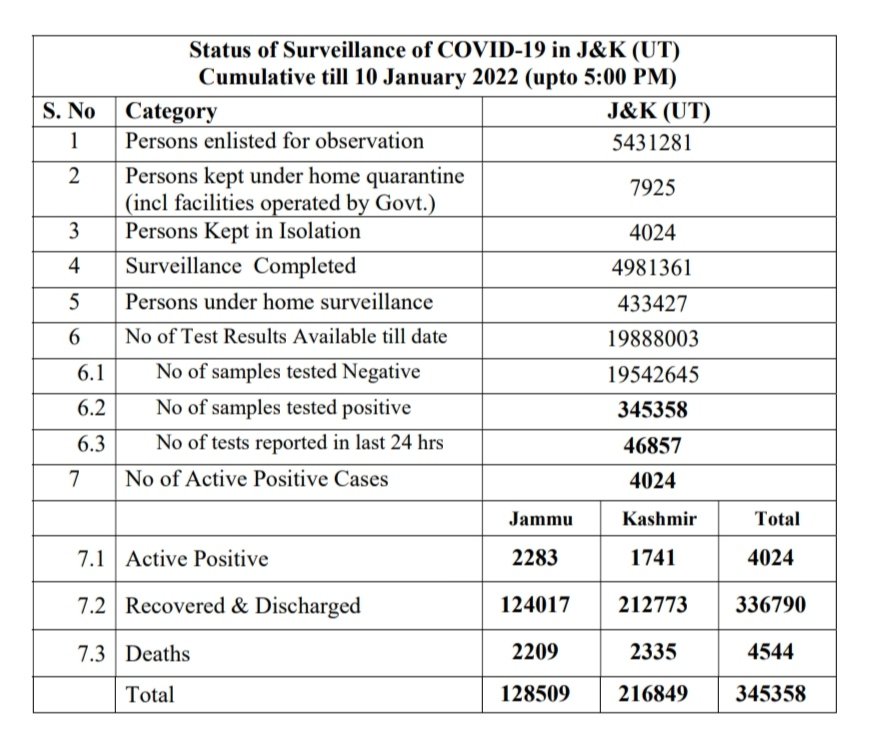 Status of Surveillance of COVID-19 in J&K (UT)
Cumulative till 10 January 2022 (upto 5:00 PM)
S. No Category J&K (UT)
1 Persons enlisted for observation 5431281
2 Persons kept under home quarantine
(incl facilities operated by Govt.) 7925
3 Persons Kept in Isolation 4024
4 Surveillance Completed 4981361
5 Persons under home surveillance 433427
6 No of Test Results Available till date 19888003
6.1 No of samples tested Negative 19542645
6.2 No of samples tested positive 345358
6.3 No of tests reported in last 24 hrs 46857
7 No of Active Positive Cases 4024
Jammu Kashmir Total
7.1 Active Positive 2283 1741 4024
7.2 Recovered & Discharged 124017 212773 336790
7.3 Deaths 2209 2335 4544
Total 128509 216849 345358